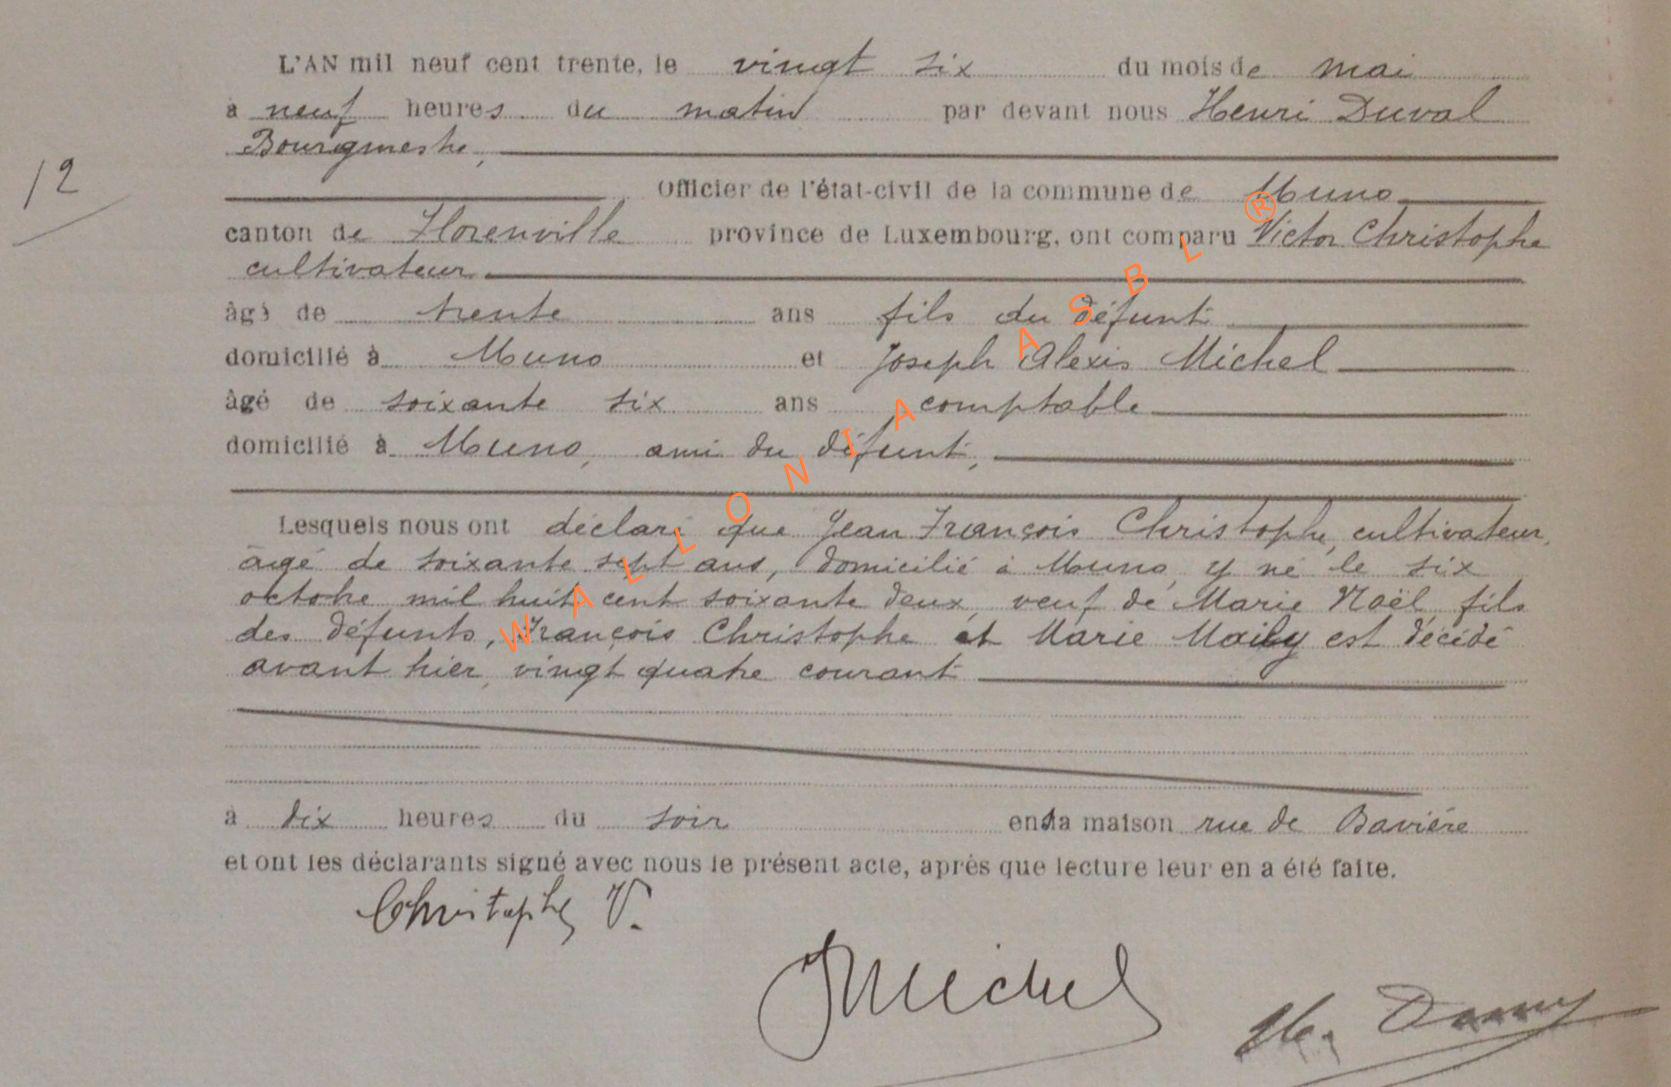 L'AN mil neuf cent trente, le vingt six du mois de mai
à neuf heures du matin par devant nous Henri Duval
Bourgmestre,
12
Officier de l'état-civil de la commune de Muno
canton de Florenville province de Luxembourg, ont comparu Victor Christophe
cultivateur
âgé de trente ans fils du défunt
domicilié à Muno et Joseph Alexis Michel
âgé de soixante six ans comptable
domicilié à Muno, ami du défunt,
Lesquels nous ont déclaré que Jean François Christophe, cultivateur,
âgé de soixante sept ans, domicilié à Muno, y né le six
octobre mil huit cent soixante deux, veuf de Marie Noël, fils
des défunts, François Christophe et Marie Maily est décédé
avant hier, vingt quatre courant
à dix heures du soir en sa maison rue de Bavière
et ont les déclarants signé avec nous le présent acte, après que lecture leur en a été faite.
Christophe V.
JMichel
WALLONIA ASBL ®